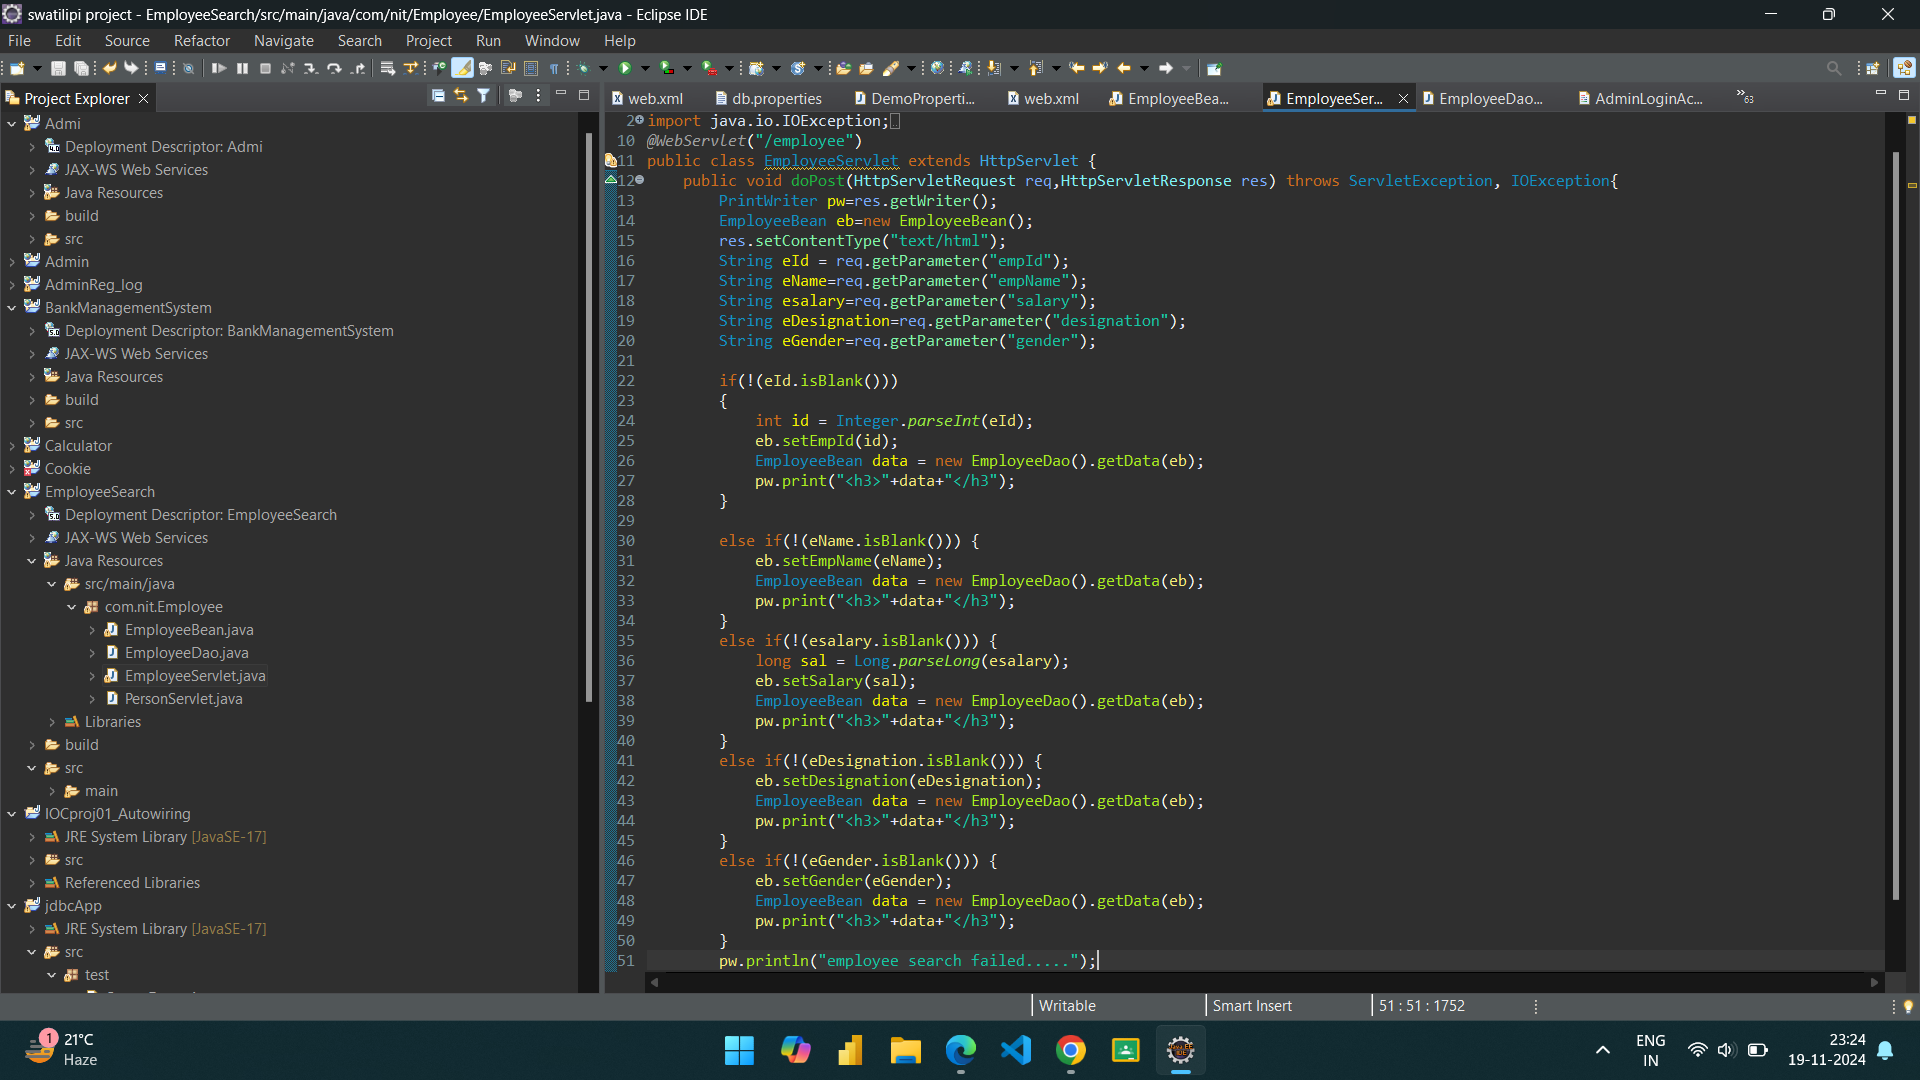 swatilipi project - EmployeeSearch/src/main/java/com/nit/Employee/EmployeeServlet.java - Eclipse IDE
File Edit Source Refactor Navigate Search Project Run Window Help
Project Explorer
web.xml db.properties DemoProperti... web.xml EmployeeBea... EmployeeSer... EmployeeDao... AdminLoginAc... »63
Admi
Deployment Descriptor: Admi
JAX-WS Web Services
Java Resources
build
src
Admin
AdminReg_log
BankManagementSystem
Deployment Descriptor: BankManagementSystem
JAX-WS Web Services
Java Resources
build
src
Calculator
Cookie
EmployeeSearch
Deployment Descriptor: EmployeeSearch
JAX-WS Web Services
Java Resources
src/main/java
com.nit.Employee
EmployeeBean.java
EmployeeDao.java
EmployeeServlet.java
PersonServlet.java
Libraries
build
src
main
IOCproj01_Autowiring
JRE System Library [JavaSE-17]
src
Referenced Libraries
jdbcApp
JRE System Library [JavaSE-17]
src
test
2 import java.io.IOException;
10 @WebServlet("/employee")
11 public class EmployeeServlet extends HttpServlet {
12 public void doPost(HttpServletRequest req,HttpServletResponse res) throws ServletException, IOException{
13 PrintWriter pw=res.getWriter();
14 EmployeeBean eb=new EmployeeBean();
15 res.setContentType("text/html");
16 String eId = req.getParameter("empId");
17 String eName=req.getParameter("empName");
18 String esalary=req.getParameter("salary");
19 String eDesignation=req.getParameter("designation");
20 String eGender=req.getParameter("gender");
21
22 if(!(eId.isBlank()))
23 {
24 int id = Integer.parseInt(eId);
25 eb.setEmpId(id);
26 EmployeeBean data = new EmployeeDao().getData(eb);
27 pw.print("<h3>"+data+"</h3");
28 }
29
30 else if(!(eName.isBlank())) {
31 eb.setEmpName(eName);
32 EmployeeBean data = new EmployeeDao().getData(eb);
33 pw.print("<h3>"+data+"</h3");
34 }
35 else if(!(esalary.isBlank())) {
36 long sal = Long.parseLong(esalary);
37 eb.setSalary(sal);
38 EmployeeBean data = new EmployeeDao().getData(eb);
39 pw.print("<h3>"+data+"</h3");
40 }
41 else if(!(eDesignation.isBlank())) {
42 eb.setDesignation(eDesignation);
43 EmployeeBean data = new EmployeeDao().getData(eb);
44 pw.print("<h3>"+data+"</h3");
45 }
46 else if(!(eGender.isBlank())) {
47 eb.setGender(eGender);
48 EmployeeBean data = new EmployeeDao().getData(eb);
49 pw.print("<h3>"+data+"</h3");
50 }
51 pw.println("employee search failed.....");
Writable Smart Insert 51 : 51 : 1752
1 21°C
Haze
ENG
IN
23:24
19-11-2024